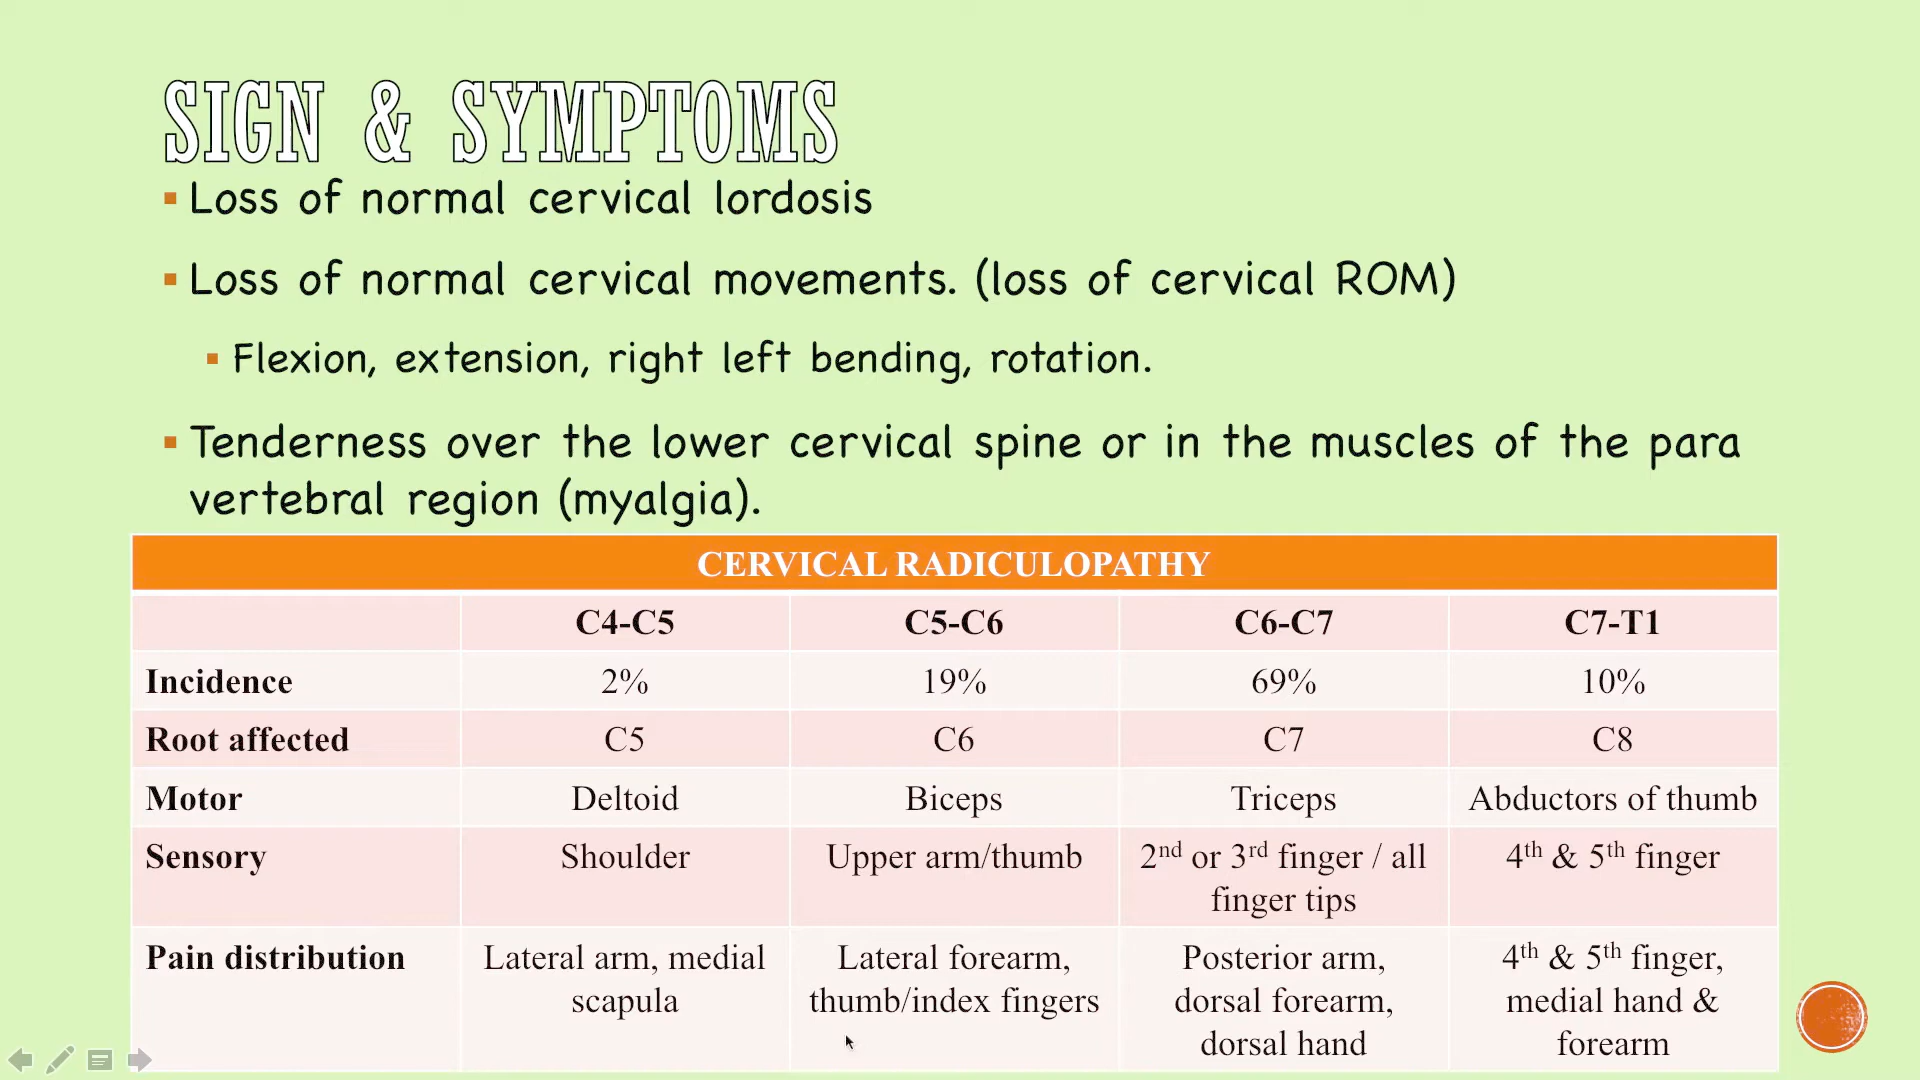 SIGN & SYMPTOMS
Loss of normal cervical lordosis
Loss of normal cervical movements. (loss of cervical ROM)
Flexion, extension, right left bending, rotation.
Tenderness over the lower cervical spine or in the muscles of the para
vertebral region (myalgia).
CERVICAL RADICULOPATHY
C4-C5 C5-C6 C6-C7 C7-T1
Incidence 2% 19% 69% 10%
Root affected C5 C6 C7 C8
Motor Deltoid Biceps Triceps Abductors of thumb
Sensory Shoulder Upper arm/thumb 2nd or 3rd finger / all 4th & 5th finger
finger tips
Pain distribution Lateral arm, medial Lateral forearm, Posterior arm, 4th & 5th finger,
scapula thumb/index fingers dorsal forearm, medial hand &
dorsal hand forearm